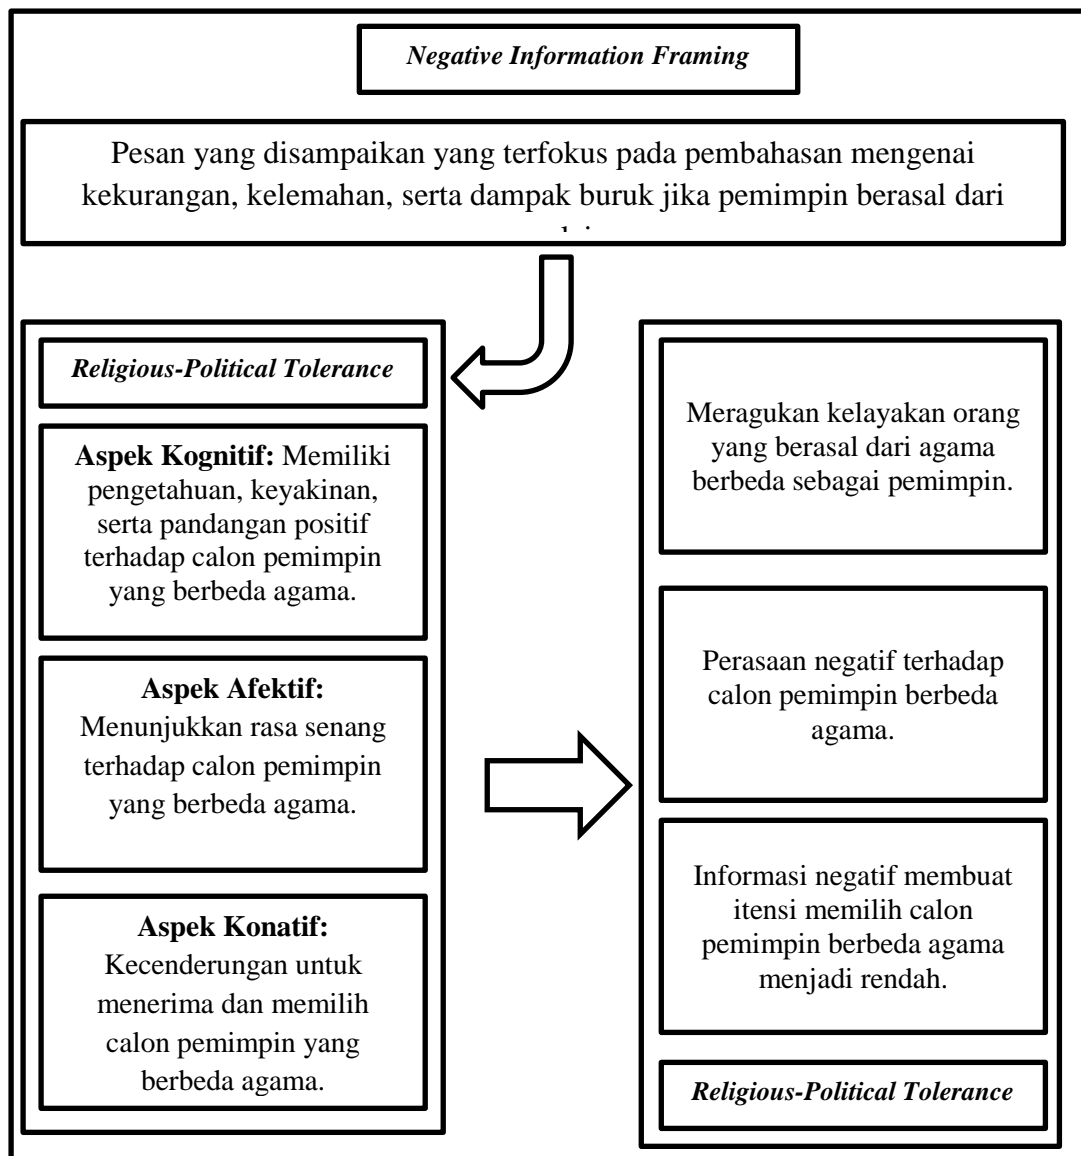 Negative Information Framing
Pesan yang disampaikan yang terfokus pada pembahasan mengenai
kekurangan, kelemahan, serta dampak buruk jika pemimpin berasal dari
Religious-Political Tolerance
Aspek Kognitif: Memiliki
pengetahuan, keyakinan,
serta pandangan positif
terhadap calon pemimpin
yang berbeda agama.
Aspek Afektif:
Menunjukkan rasa senang
terhadap calon pemimpin
yang berbeda agama.
Aspek Konatif:
Kecenderungan untuk
menerima dan memilih
calon pemimpin yang
berbeda agama.
Meragukan kelayakan orang
yang berasal dari agama
berbeda sebagai pemimpin.
Perasaan negatif terhadap
calon pemimpin berbeda
agama.
Informasi negatif membuat
itensi memilih calon
pemimpin berbeda agama
menjadi rendah.
Religious-Political Tolerance